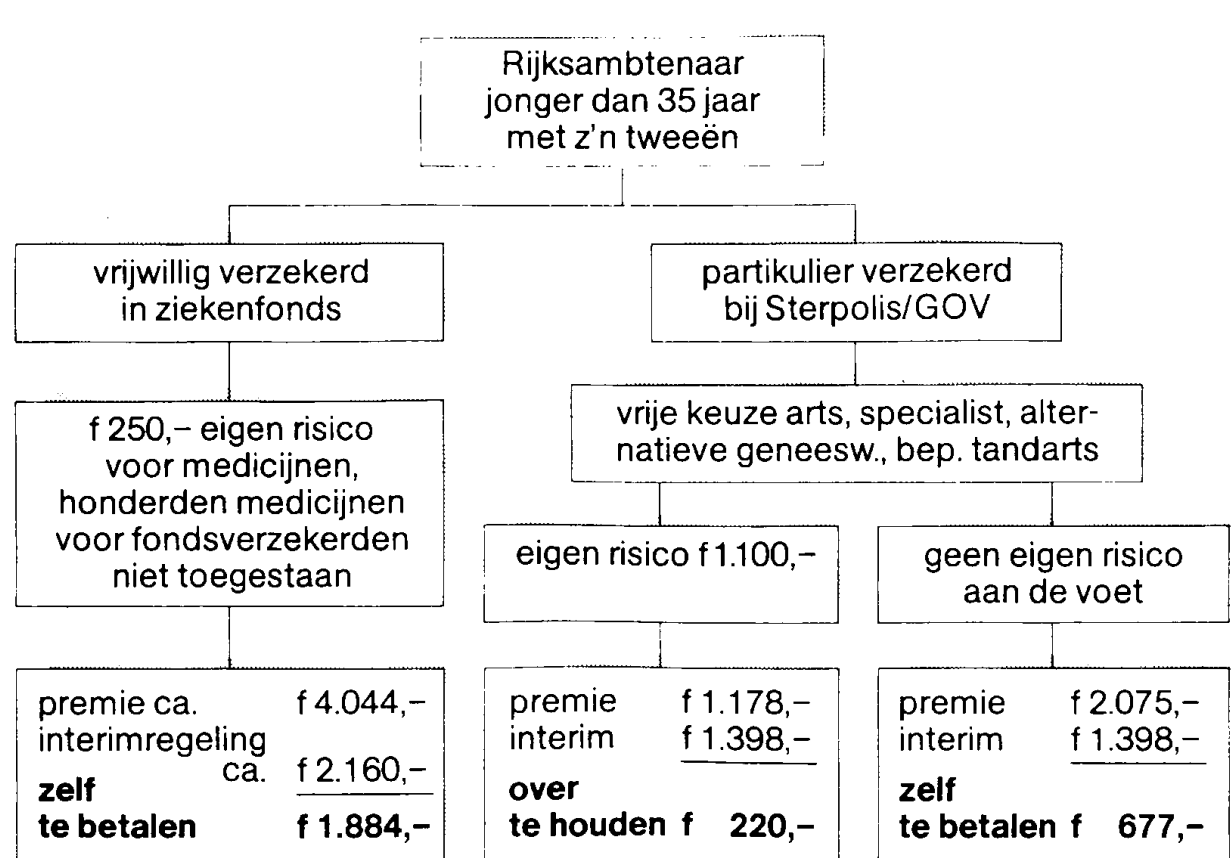 Rijksambtenaar
jonger dan 35 jaar
met z'n tweeën
vrijwillig verzekerd
in ziekenfonds
partikulier verzekerd
bij Sterpolis/GOV
f 250,– eigen risico
voor medicijnen,
honderden medicijnen
voor fondsverzekerden
niet toegestaan
vrije keuze arts, specialist, alter-
natieve geneesw., bep. tandarts
eigen risico f 1.100,–
geen eigen risico
aan de voet
premie ca. f 4.044,–
interimregeling
ca. f 2.160,–
zelf
te betalen f 1.884,–
premie f 1.178,–
interim f 1.398,–
over
te houden f 220,–
premie f 2.075,–
interim f 1.398,–
zelf
te betalen f 677,–